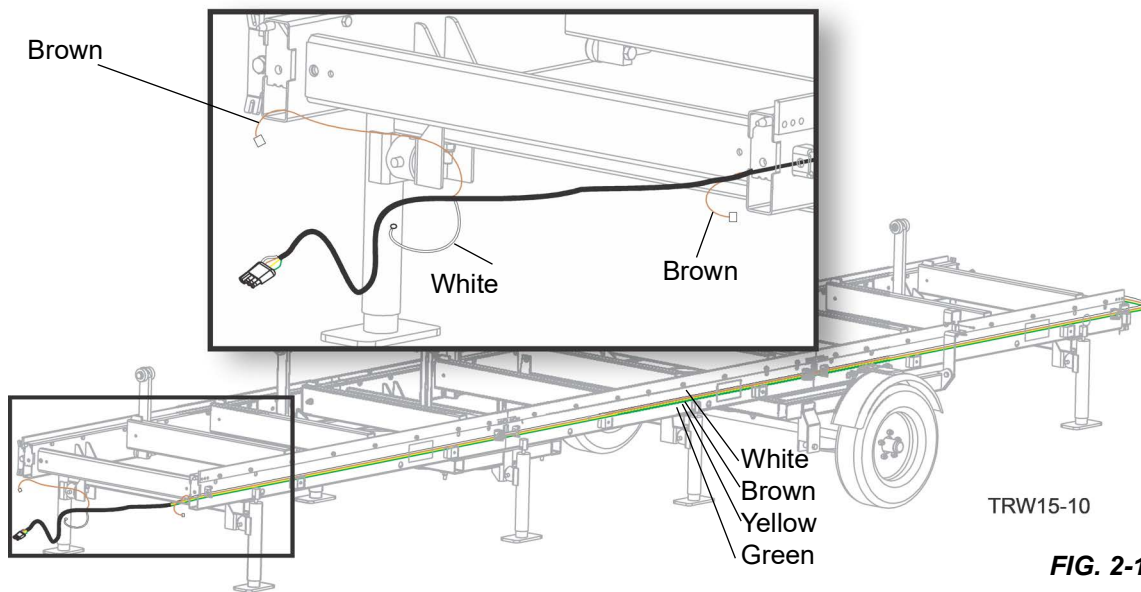 Brown
White
Brown
White
Brown
Yellow
Green
TRW15-10
FIG. 2-1